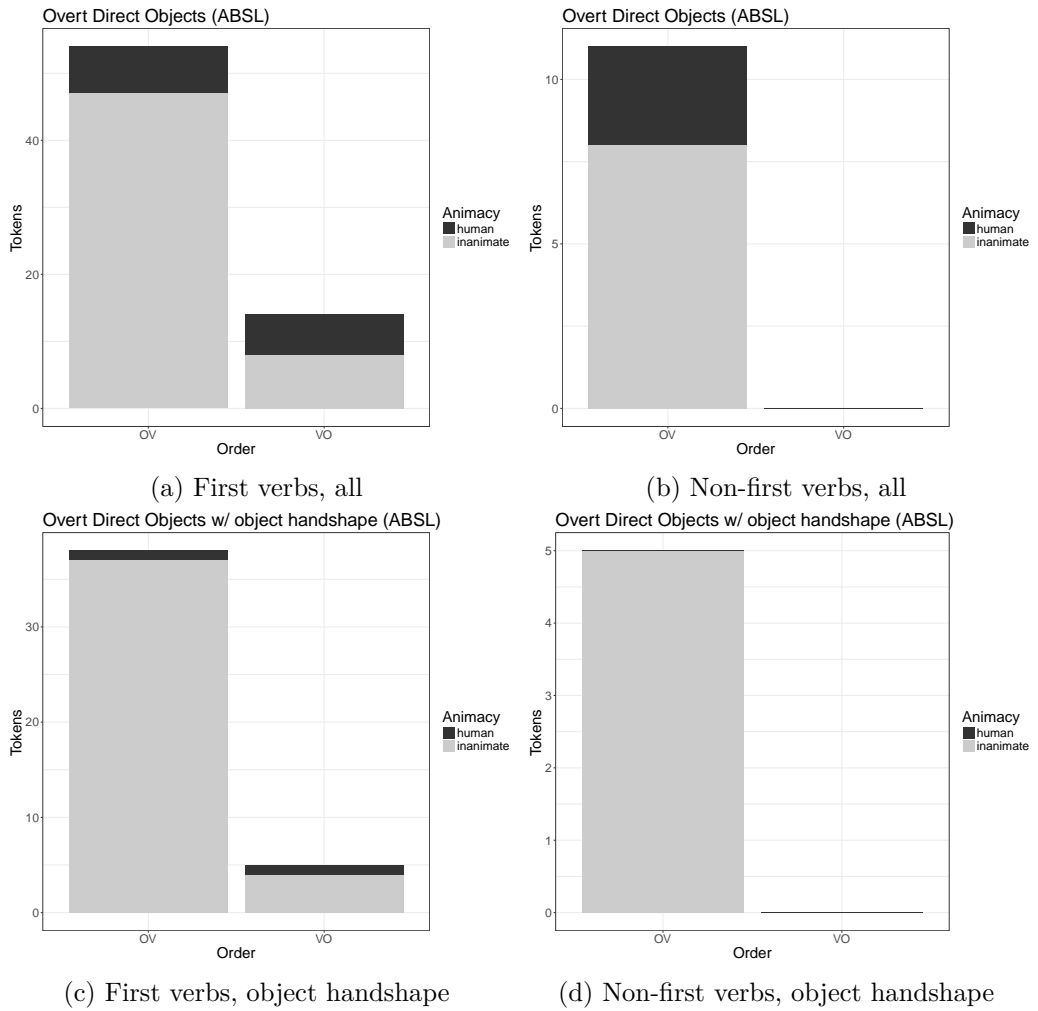 Overt Direct Objects (ABSL)
40
20
0
Tokens
OV
VO
Order
Animacy
human
inanimate
(a) First verbs, all
Overt Direct Objects (ABSL)
10
5
0
Tokens
OV
VO
Order
Animacy
human
inanimate
(b) Non-first verbs, all
Overt Direct Objects w/ object handshape (ABSL)
30
20
10
0
Tokens
OV
VO
Order
Animacy
human
inanimate
(c) First verbs, object handshape
Overt Direct Objects w/ object handshape (ABSL)
5
4
3
2
1
0
Tokens
OV
VO
Order
Animacy
human
inanimate
(d) Non-first verbs, object handshape